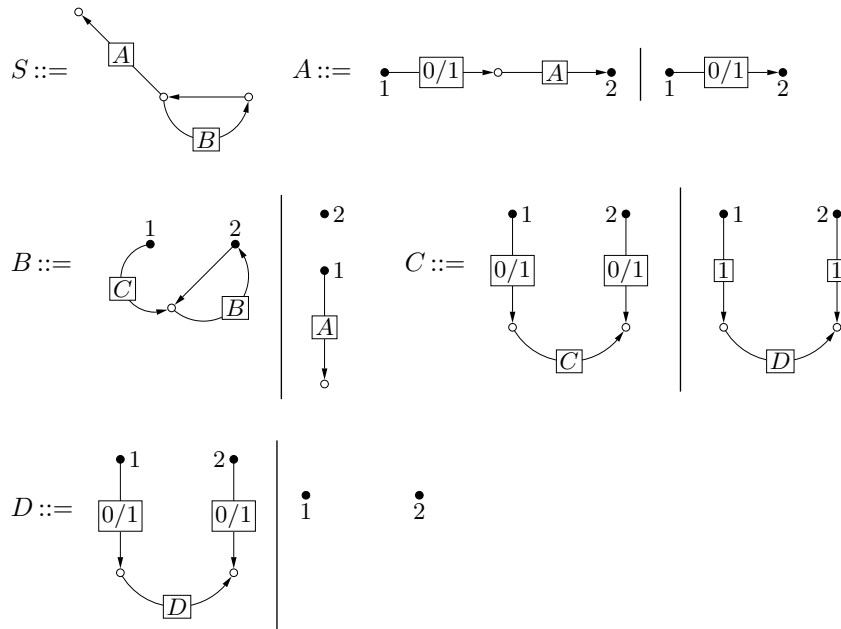 S ::= A B A ::= 1 0/1 A 2 1 0/1 2
B ::= 1 2 C B 2 1 A C ::= 1 2 0/1 0/1 C 1 2 1 1 D
D ::= 1 2 0/1 0/1 D 1 2